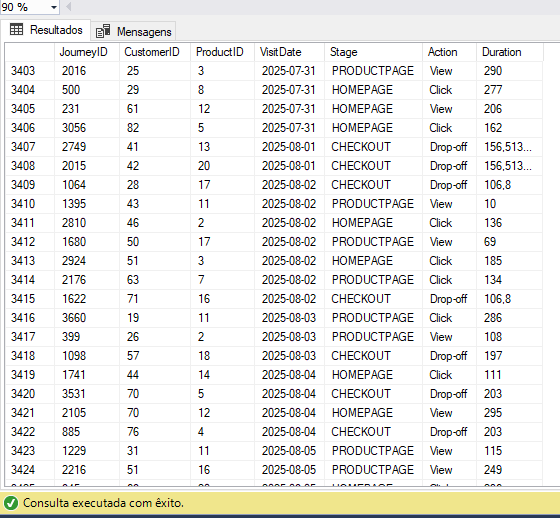 90 %
Resultados Mensagens
JourneyID CustomerID ProductID VisitDate Stage Action Duration
3403 2016 25 3 2025-07-31 PRODUCTPAGE View 290
3404 500 29 8 2025-07-31 HOMEPAGE Click 277
3405 231 61 12 2025-07-31 HOMEPAGE View 206
3406 3056 82 5 2025-07-31 HOMEPAGE Click 162
3407 2749 41 13 2025-08-01 CHECKOUT Drop-off 156,513...
3408 2015 42 20 2025-08-01 CHECKOUT Drop-off 156,513...
3409 1064 28 17 2025-08-02 CHECKOUT Drop-off 106,8
3410 1395 43 11 2025-08-02 PRODUCTPAGE View 10
3411 2810 46 2 2025-08-02 HOMEPAGE Click 136
3412 1680 50 17 2025-08-02 PRODUCTPAGE View 69
3413 2924 51 3 2025-08-02 HOMEPAGE Click 185
3414 2176 63 7 2025-08-02 PRODUCTPAGE Click 134
3415 1622 71 16 2025-08-02 CHECKOUT Drop-off 106,8
3416 3660 19 11 2025-08-03 PRODUCTPAGE Click 286
3417 399 26 2 2025-08-03 PRODUCTPAGE View 108
3418 1098 57 18 2025-08-03 CHECKOUT Drop-off 197
3419 1741 44 14 2025-08-04 HOMEPAGE Click 111
3420 3531 70 5 2025-08-04 CHECKOUT Drop-off 203
3421 2105 70 12 2025-08-04 HOMEPAGE View 295
3422 885 76 4 2025-08-04 CHECKOUT Drop-off 203
3423 1229 31 11 2025-08-05 PRODUCTPAGE View 115
3424 2216 51 16 2025-08-05 PRODUCTPAGE View 249
Consulta executada com êxito.